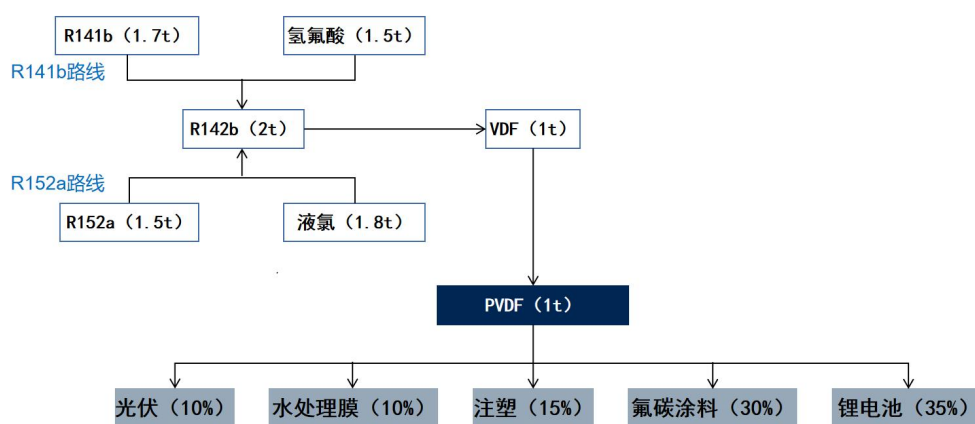 R141b（1.7t）
氢氟酸（1.5t）
R141b路线
R142b（2t）
VDF（1t）
R152a路线
R152a（1.5t）
液氯（1.8t）
PVDF（1t）
光伏（10%）
水处理膜（10%）
注塑（15%）
氟碳涂料（30%）
锂电池（35%）